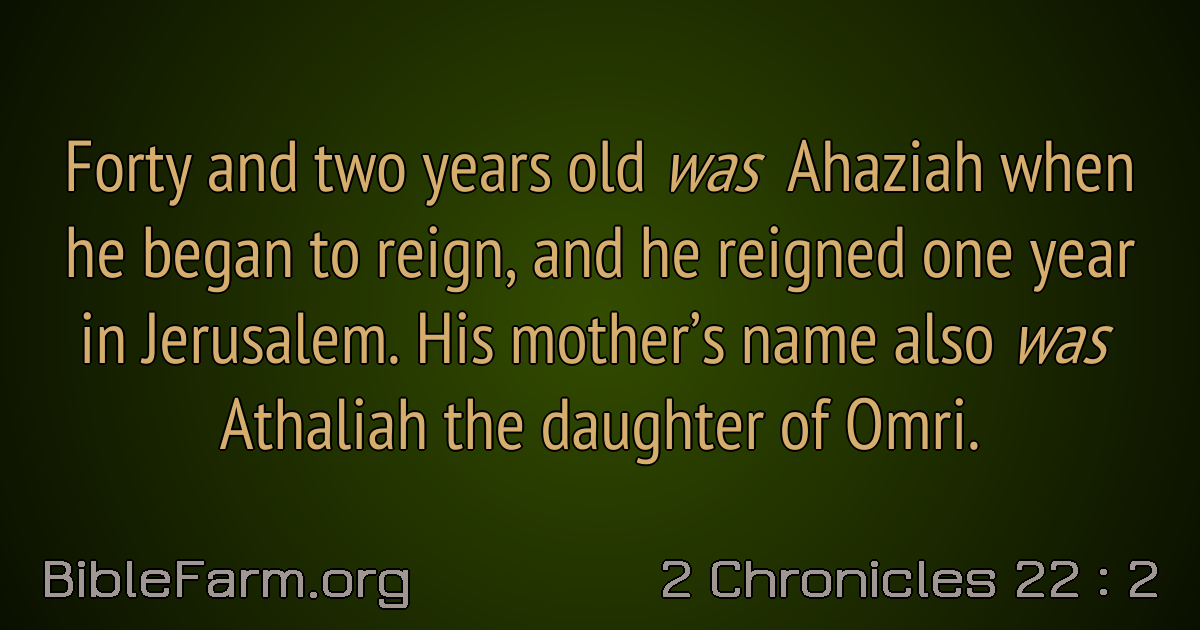 Forty and two years old was Ahaziah when
he began to reign, and he reigned one year
in Jerusalem. His mother’s name also was
Athaliah the daughter of Omri.
BibleFarm.org
2 Chronicles 22 : 2